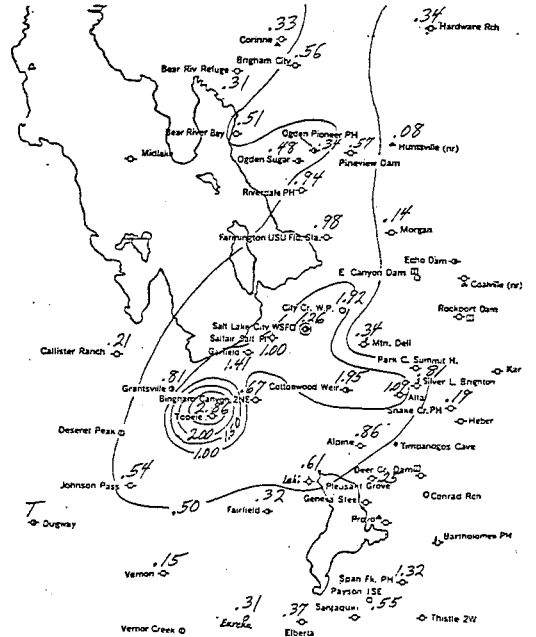 .33
.34
Corinne
Hardware Rch
Brigham City
.56
Bear Riv Refuge
.31
.51
Bear River Bay
Ogden Pioneer PH
.08
Midlake
.48
.34
.57
Huntsville (nr)
Ogden Sugar
Pineview Dam
.94
Riverdale PH
.14
.98
Morgan
Farmington USU Fld. Sta.
Echo Dam
E Canyon Dam
Coalville (nr)
1.92
City Cr. W.P.
Rockport Dam
1.26
Salt Lake City WSFO
.34
Saltair Salt Pl
Mtn. Dell
.21
Garfield
1.00
Callister Ranch
1.41
Park C. Summit H.
Kar
.81
.81
Grantsville
.67
Cottonwood Weir
1.95
Silver L. Brighton
Bingham Canyon 2NE
1.09
Alta
2.86
Snake Cr. PH
.19
Tooele
Heber
2.00
1.50
Deseret Peak
.86
1.00
Alpine
Timpanogos Cave
.61
Deer Cr. Dam
.54
Lehi
.25
Johnson Pass
Pleasant Grove
.50
.32
Geneva Steel
Conrad Rch
T
Fairfield
Dugway
Provo
Bartholomew PH
.15
Vernon
Span Fk. PH
1.32
Payson 1SE
.31
.37
Santaquin
.55
Vernon Creek
Eureka
Elberta
Thistle 2W